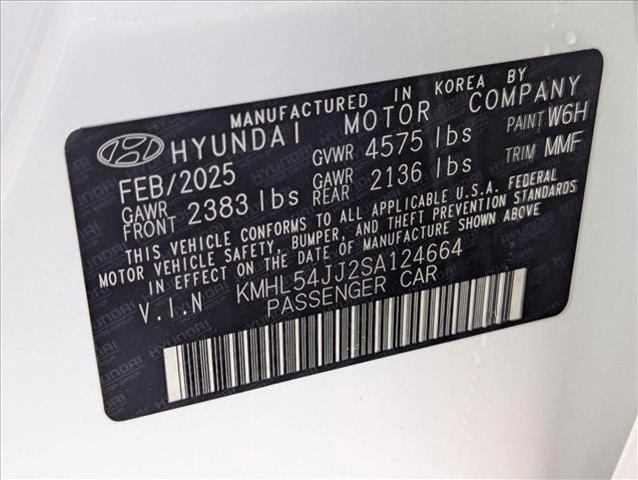 MANUFACTURED IN KOREA BY
HYUNDAI MOTOR COMPANY
FEB/2025 GVWR 4575 lbs PAINT W6H
GAWR FRONT 2383 lbs GAWR REAR 2136 lbs TRIM MMF
THIS VEHICLE CONFORMS TO ALL APPLICABLE U.S.A. FEDERAL
MOTOR VEHICLE SAFETY, BUMPER, AND THEFT PREVENTION STANDARDS
IN EFFECT ON THE DATE OF MANUFACTURE SHOWN ABOVE
V.I.N KMHL54JJ2SA124664
PASSENGER CAR